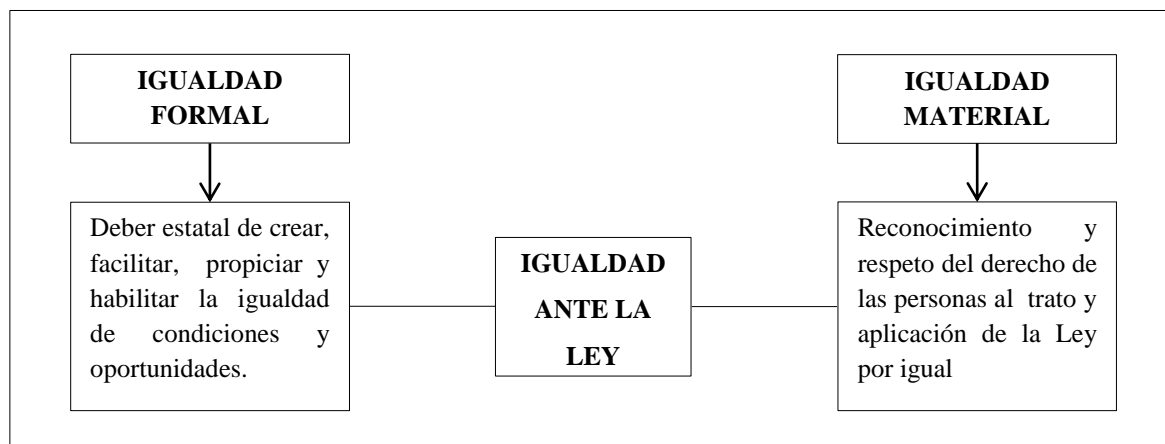 IGUALDAD
FORMAL
Deber estatal de crear,
facilitar, propiciar y
habilitar la igualdad
de condiciones y
oportunidades.
IGUALDAD
ANTE LA
LEY
IGUALDAD
MATERIAL
Reconocimiento y
respeto del derecho de
las personas al trato y
aplicación de la Ley
por igual